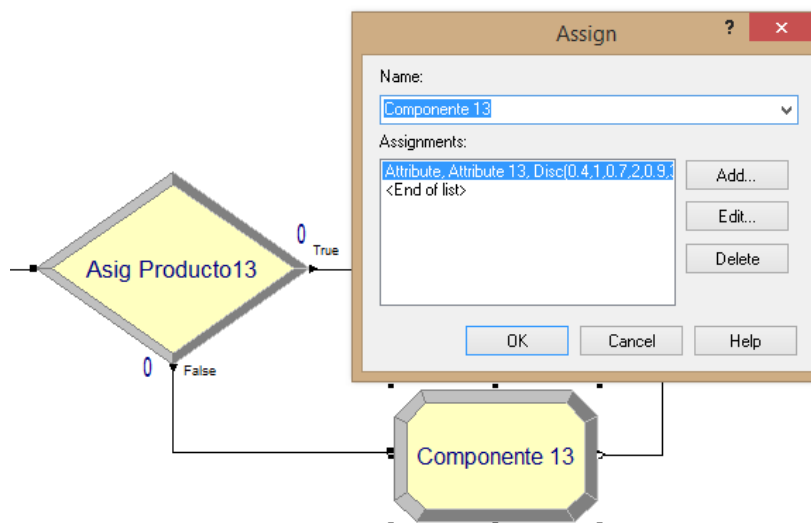 Assign
?
Name:
Componente 13
Assignments:
Attribute, Attribute 13, Disc(0.4,1,0.7,2,0.9,3
<End of list>
Add...
Edit...
Delete
OK
Cancel
Help
Asig Producto13
0
True
0
False
Componente 13